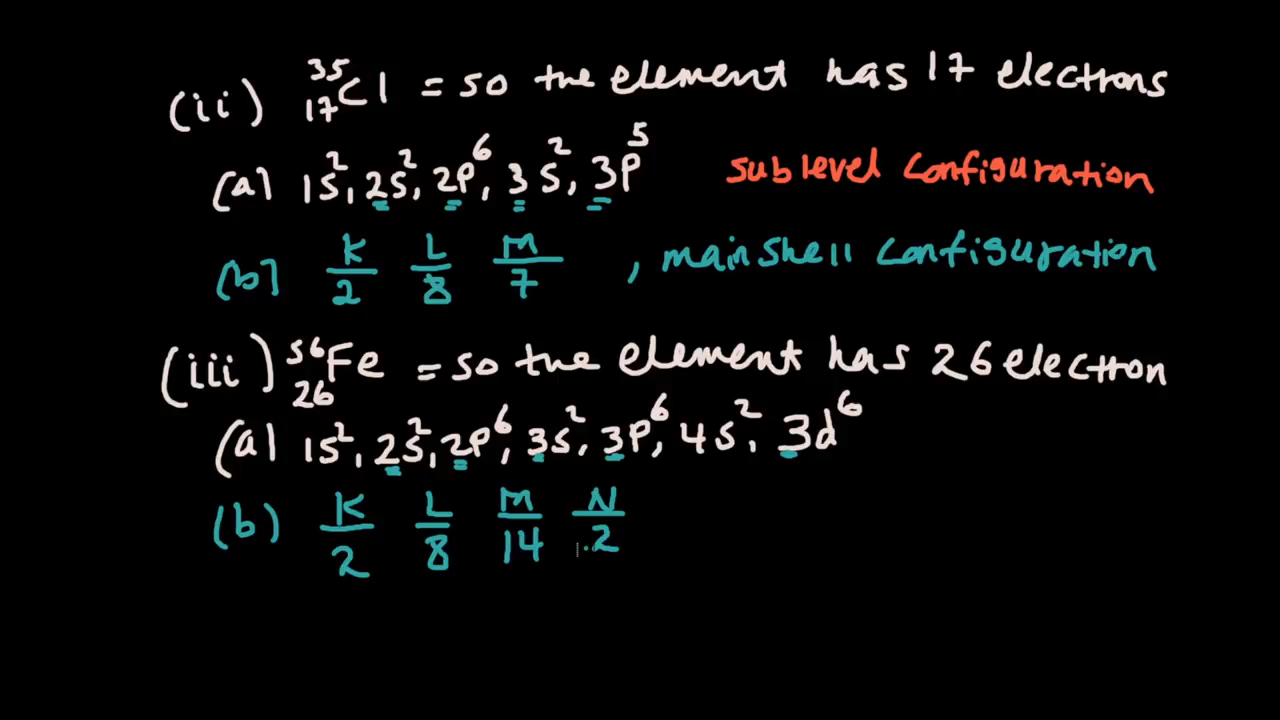 (ii) ³⁵₁₇Cl = so the element has 17 electrons
(a) 1s², 2s², 2p⁶, 3s², 3p⁵ sublevel configuration
(b) K/2 L/8 M/7 , mainshell configuration
(iii) ⁵⁶₂₆Fe = so the element has 26 electron
(a) 1s², 2s², 2p⁶, 3s², 3p⁶, 4s², 3d⁶
(b) K/2 L/8 M/14 N/2